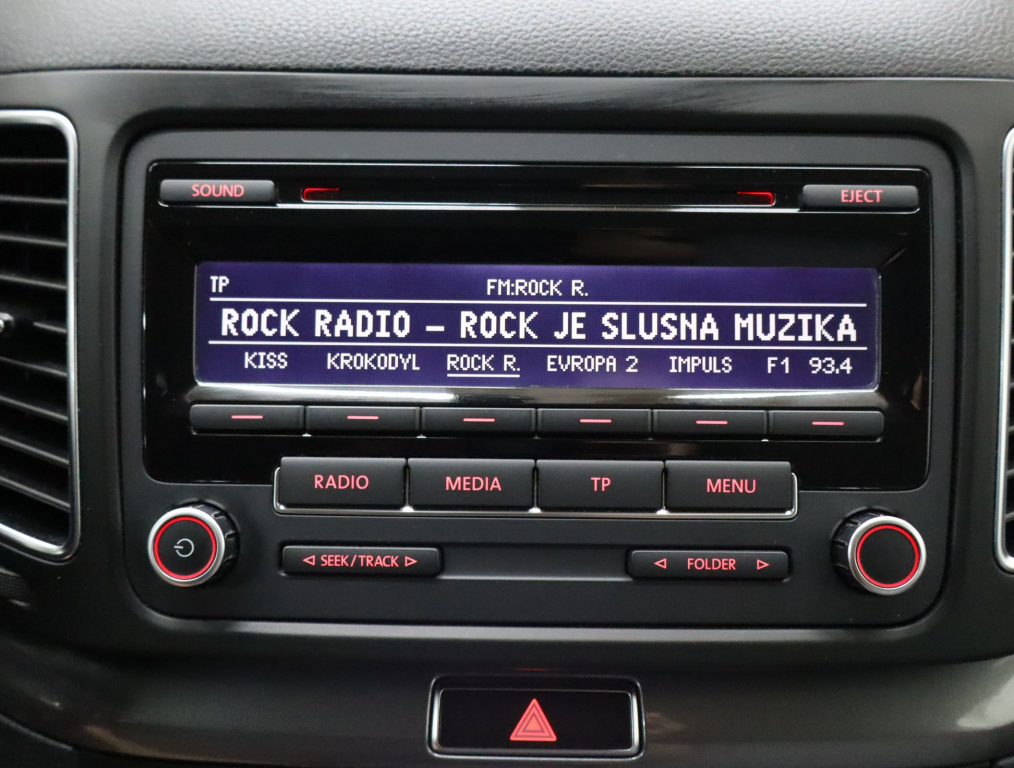 SOUND EJECT
TP FM:ROCK R.
ROCK RADIO – ROCK JE SLUSNA MUZIKA
KISS KROKODYL ROCK R. EVROPA 2 IMPULS F1 93.4
RADIO MEDIA TP MENU
◁ SEEK/TRACK ▷ ◁ FOLDER ▷